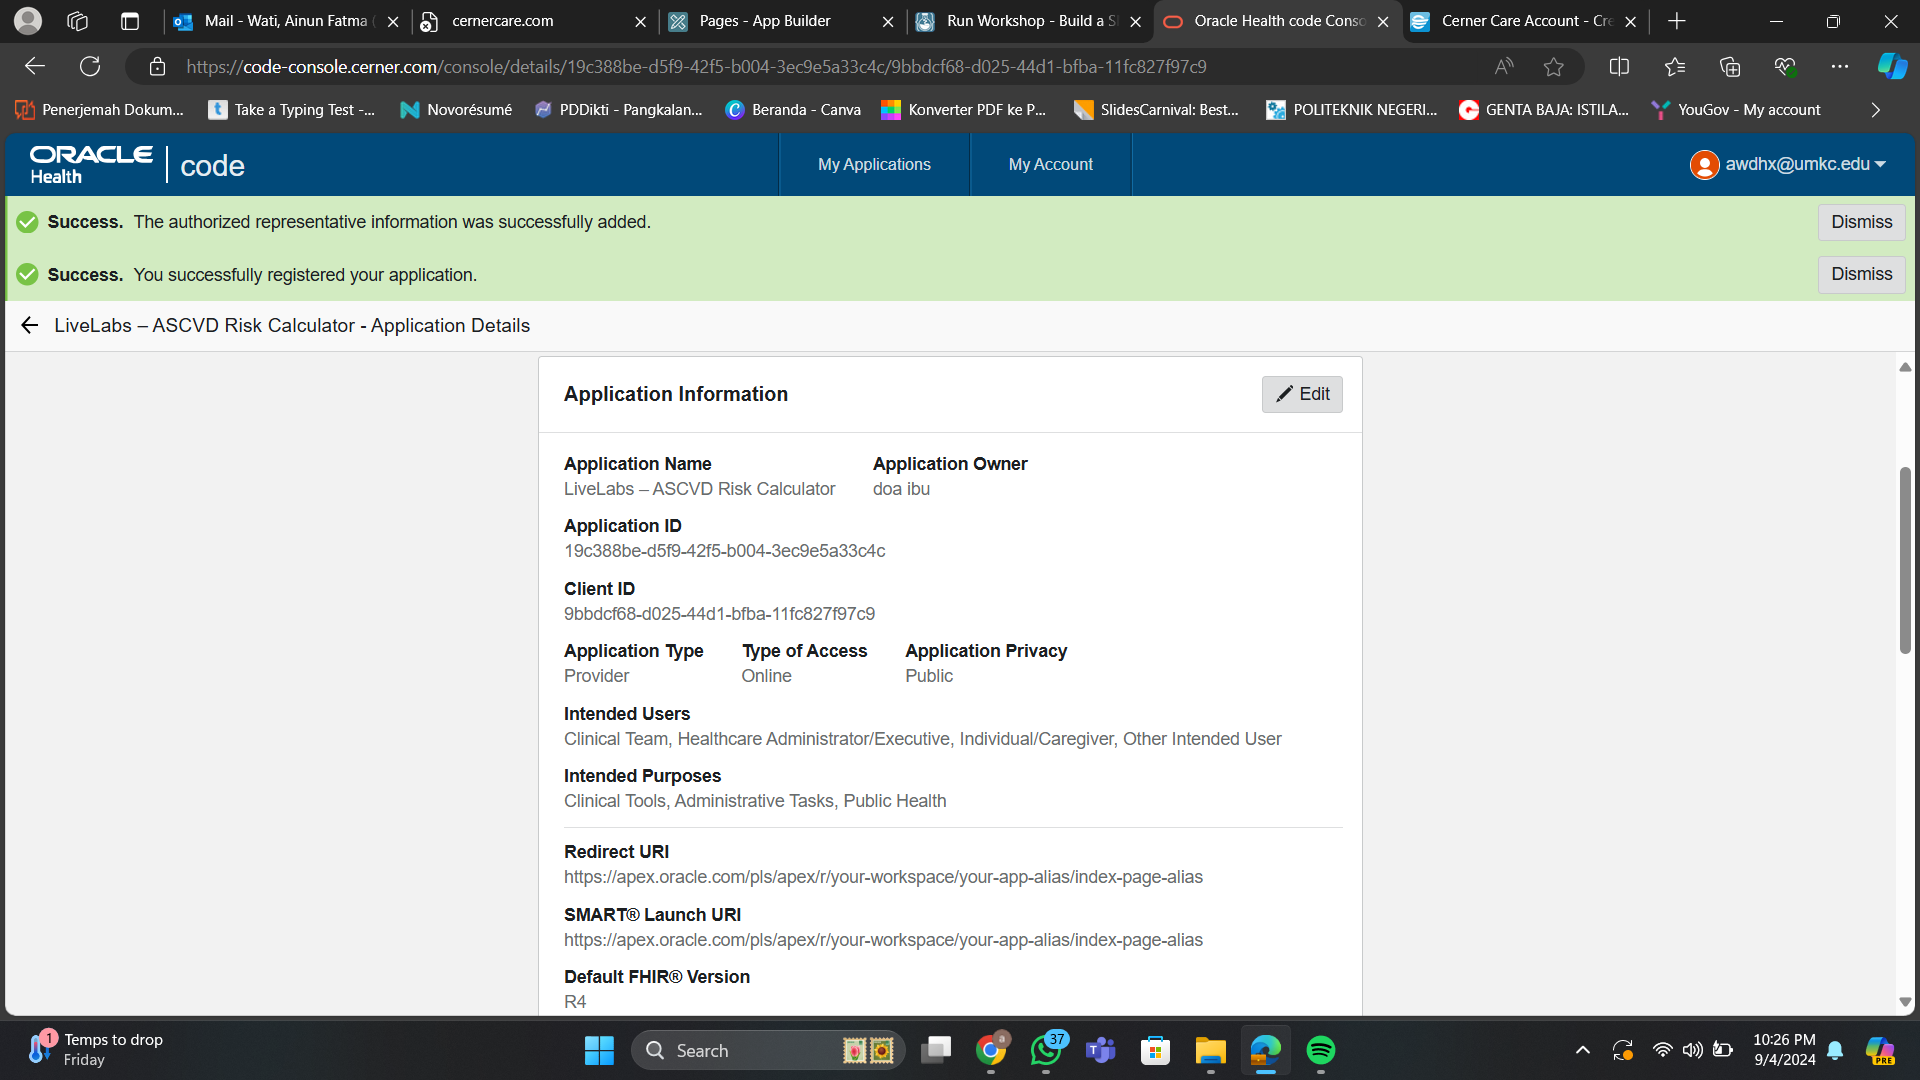 Mail - Wati, Ainun Fatma (
cernercare.com
Pages - App Builder
Run Workshop - Build a S
Oracle Health code Conso
Cerner Care Account - Cre
https://code-console.cerner.com/console/details/19c388be-d5f9-42f5-b004-3ec9e5a33c4c/9bbdcf68-d025-44d1-bfba-11fc827f97c9
Penerjemah Dokum...
Take a Typing Test -...
Novorésumé
PDDikti - Pangkalan...
Beranda - Canva
Konverter PDF ke P...
SlidesCarnival: Best...
POLITEKNIK NEGERI...
GENTA BAJA: ISTILA...
YouGov - My account
ORACLE
Health
code
My Applications
My Account
awdhx@umkc.edu
Success. The authorized representative information was successfully added.
Dismiss
Success. You successfully registered your application.
Dismiss
LiveLabs – ASCVD Risk Calculator - Application Details
Application Information
Edit
Application Name
Application Owner
LiveLabs – ASCVD Risk Calculator
doa ibu
Application ID
19c388be-d5f9-42f5-b004-3ec9e5a33c4c
Client ID
9bbdcf68-d025-44d1-bfba-11fc827f97c9
Application Type
Type of Access
Application Privacy
Provider
Online
Public
Intended Users
Clinical Team, Healthcare Administrator/Executive, Individual/Caregiver, Other Intended User
Intended Purposes
Clinical Tools, Administrative Tasks, Public Health
Redirect URI
https://apex.oracle.com/pls/apex/r/your-workspace/your-app-alias/index-page-alias
SMART® Launch URI
https://apex.oracle.com/pls/apex/r/your-workspace/your-app-alias/index-page-alias
Default FHIR® Version
R4
1
Temps to drop
Friday
Search
a
37
10:26 PM
9/4/2024
PRE